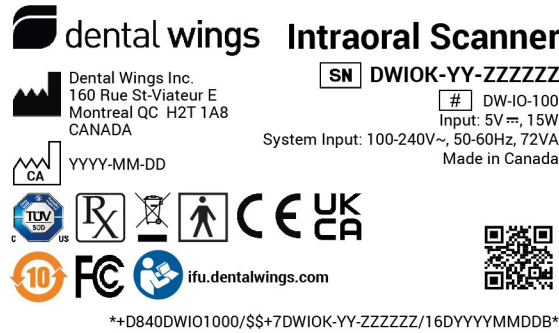 dental wings
Intraoral Scanner
SN DWIOK-YY-ZZZZZZ
# DW-IO-100
Input: 5V⎓, 15W
System Input: 100-240V~, 50-60Hz, 72VA
Made in Canada
Dental Wings Inc.
160 Rue St-Viateur E
Montreal QC H2T 1A8
CANADA
CA
YYYY-MM-DD
TÜV
SÜD
C US
Rx
CE
UK
CA
10
FC
ifu.dentalwings.com
*+D840DWIO1000/$$+7DWIOK-YY-ZZZZZZ/16DYYYYMMDDB*